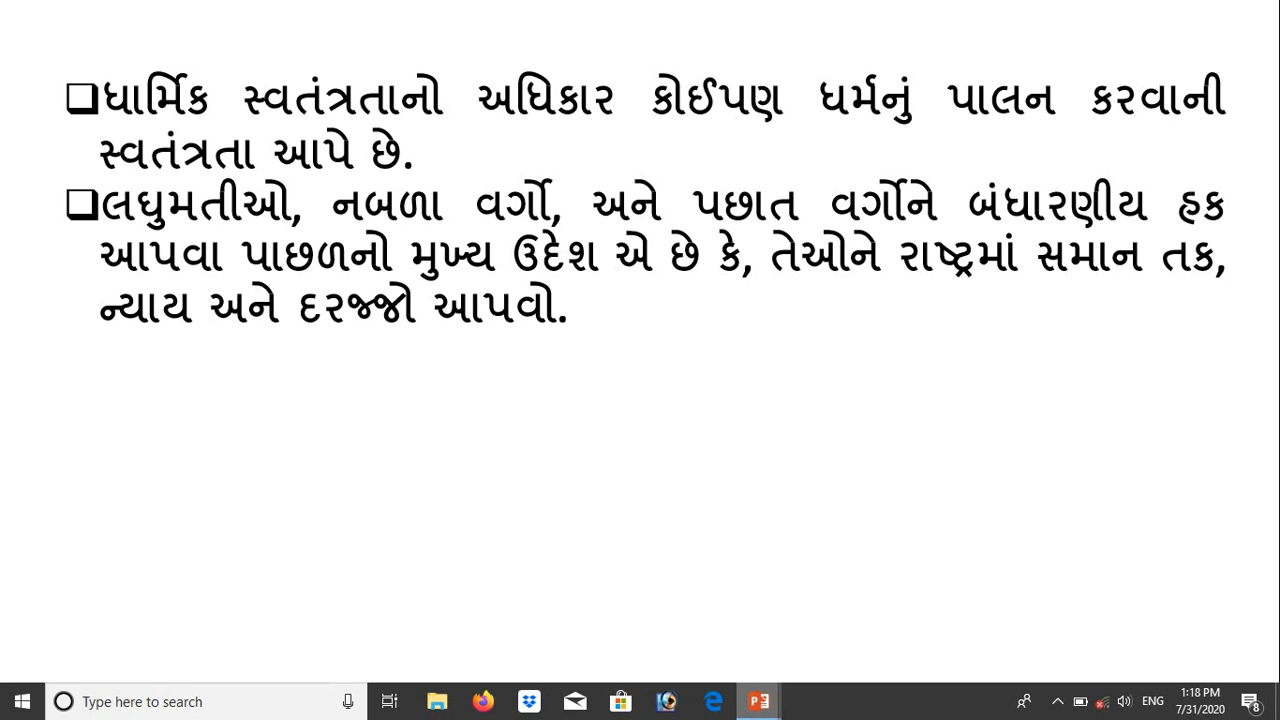 ❑ધાર્મિક સ્વતંત્રતાનો અધિકાર કોઈપણ ધર્મનું પાલન કરવાની
સ્વતંત્રતા આપે છે.
❑લઘુમતીઓ, નબળા વર્ગો, અને પછાત વર્ગોને બંધારણીય હક
આપવા પાછળનો મુખ્ય ઉદેશ એ છે કે, તેઓને રાષ્ટ્રમાં સમાન તક,
ન્યાય અને દરજ્જો આપવો.
Type here to search
ENG
1:18 PM
7/31/2020
8